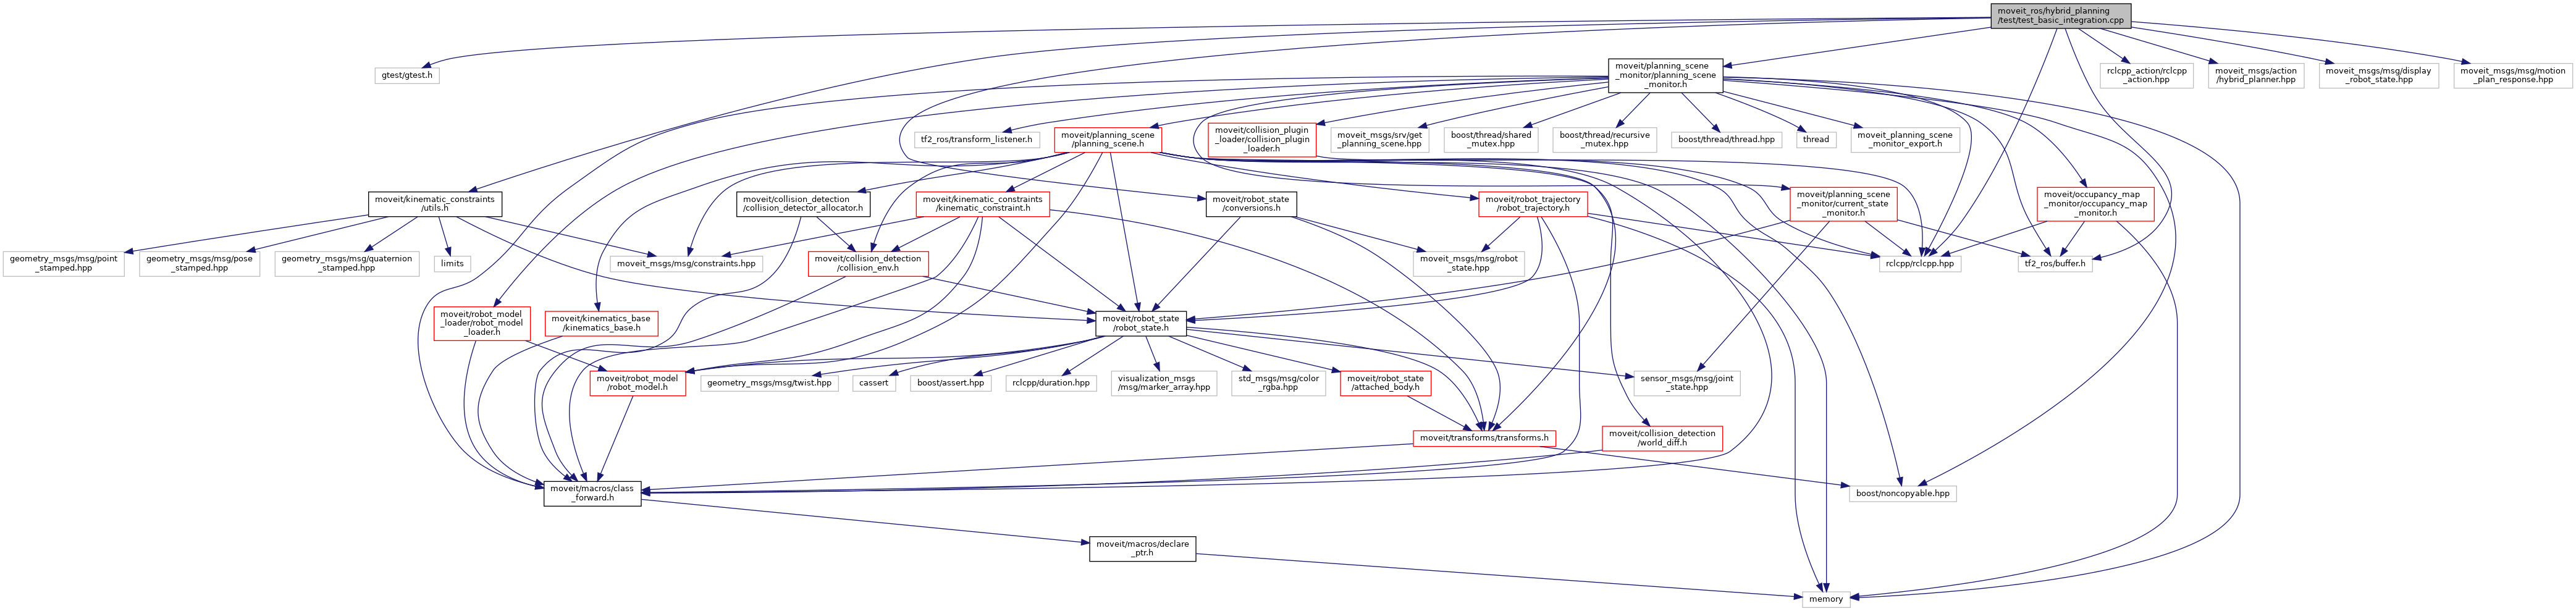 moveit_ros/hybrid_planning
/test/test_basic_integration.cpp
gtest/gtest.h
moveit/planning_scene
_monitor/planning_scene
_monitor.h
rclcpp_action/rclcpp
_action.hpp
moveit_msgs/action
/hybrid_planner.hpp
moveit_msgs/msg/display
_robot_state.hpp
moveit_msgs/msg/motion
_plan_response.hpp
tf2_ros/transform_listener.h
moveit/planning_scene
/planning_scene.h
moveit/collision_plugin
_loader/collision_plugin
_loader.h
moveit_msgs/srv/get
_planning_scene.hpp
boost/thread/shared
_mutex.hpp
boost/thread/recursive
_mutex.hpp
boost/thread/thread.hpp
thread
moveit_planning_scene
_monitor_export.h
moveit/kinematic_constraints
/utils.h
moveit/collision_detection
/collision_detector_allocator.h
moveit/kinematic_constraints
/kinematic_constraint.h
moveit/robot_state
/conversions.h
moveit/robot_trajectory
/robot_trajectory.h
moveit/planning_scene
_monitor/current_state
_monitor.h
moveit/occupancy_map
_monitor/occupancy_map
_monitor.h
geometry_msgs/msg/point
_stamped.hpp
geometry_msgs/msg/pose
_stamped.hpp
geometry_msgs/msg/quaternion
_stamped.hpp
limits
moveit_msgs/msg/constraints.hpp
moveit/collision_detection
/collision_env.h
moveit_msgs/msg/robot
_state.hpp
rclcpp/rclcpp.hpp
tf2_ros/buffer.h
moveit/robot_model
_loader/robot_model
_loader.h
moveit/kinematics_base
/kinematics_base.h
moveit/robot_state
/robot_state.h
moveit/robot_model
/robot_model.h
geometry_msgs/msg/twist.hpp
cassert
boost/assert.hpp
rclcpp/duration.hpp
visualization_msgs
/msg/marker_array.hpp
std_msgs/msg/color
_rgba.hpp
moveit/robot_state
/attached_body.h
sensor_msgs/msg/joint
_state.hpp
moveit/transforms/transforms.h
moveit/collision_detection
/world_diff.h
moveit/macros/class
_forward.h
boost/noncopyable.hpp
moveit/macros/declare
_ptr.h
memory